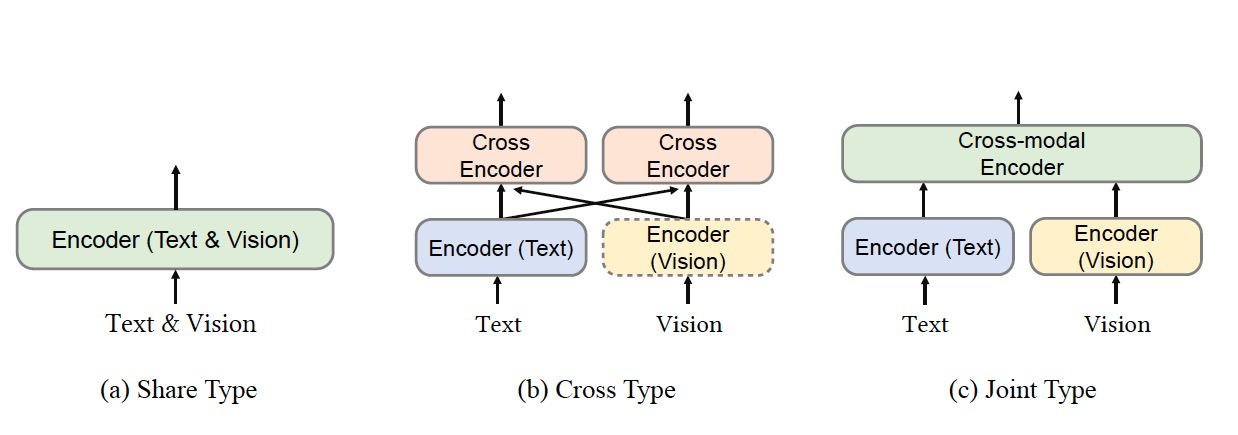 Encoder (Text & Vision)
Text & Vision
(a) Share Type
Cross
Encoder
Cross
Encoder
Encoder (Text)
Encoder
(Vision)
Text
Vision
(b) Cross Type
Cross-modal
Encoder
Encoder (Text)
Encoder
(Vision)
Text
Vision
(c) Joint Type